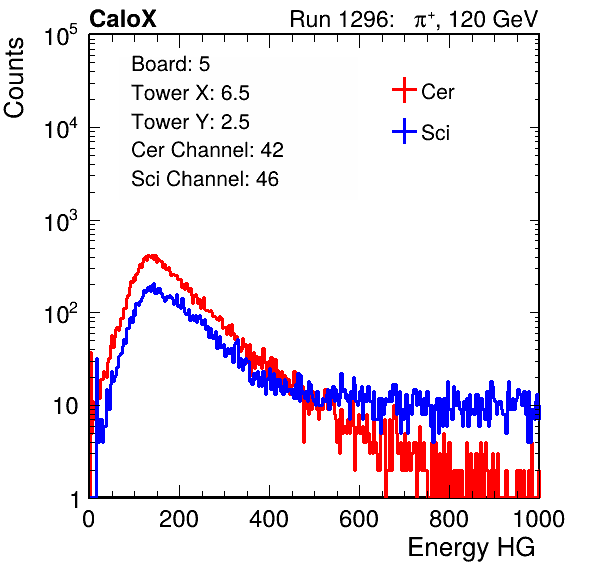 CaloX Run 1296: π⁺, 120 GeV
Board: 5
Tower X: 6.5
Tower Y: 2.5
Cer Channel: 42
Sci Channel: 46
Cer
Sci
Counts
10⁵
10⁴
10³
10²
10
1
0 200 400 600 800 1000
Energy HG